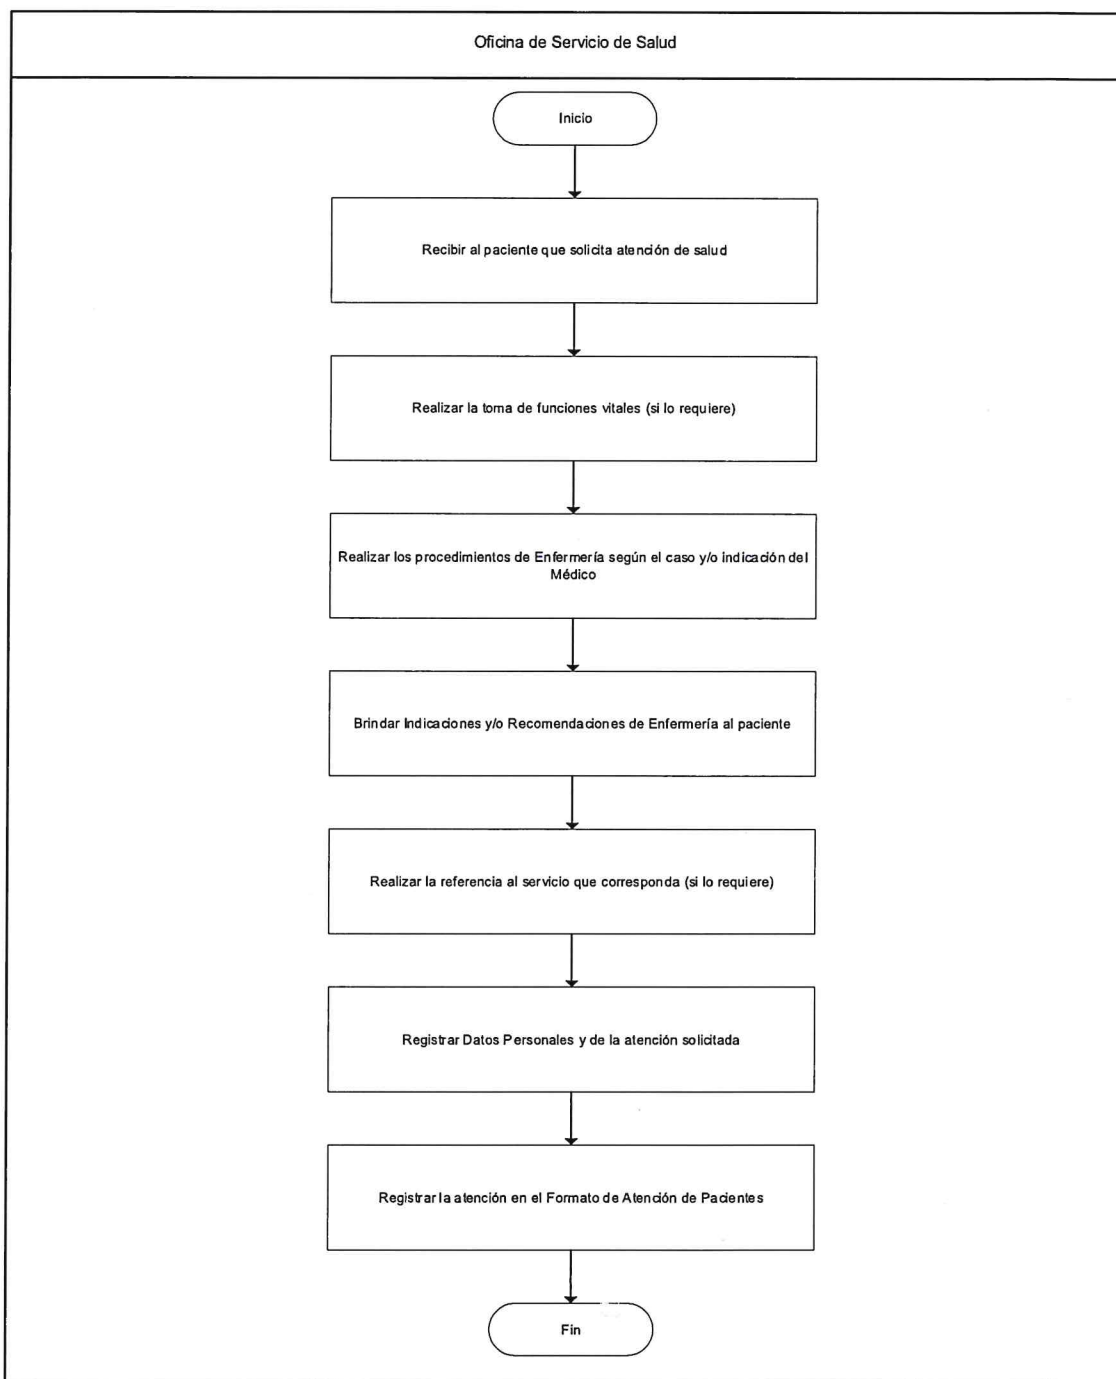 Oficina de Servicio de Salud
Inicio
Recibir al paciente que solicita atención de salud
Realizar la toma de funciones vitales (si lo requiere)
Realizar los procedimientos de Enfermería según el caso y/o indicación del
Médico
Brindar Indicaciones y/o Recomendaciones de Enfermería al paciente
Realizar la referencia al servicio que corresponda (si lo requiere)
Registrar Datos Personales y de la atención solicitada
Registrar la atención en el Formato de Atención de Pacientes
Fin